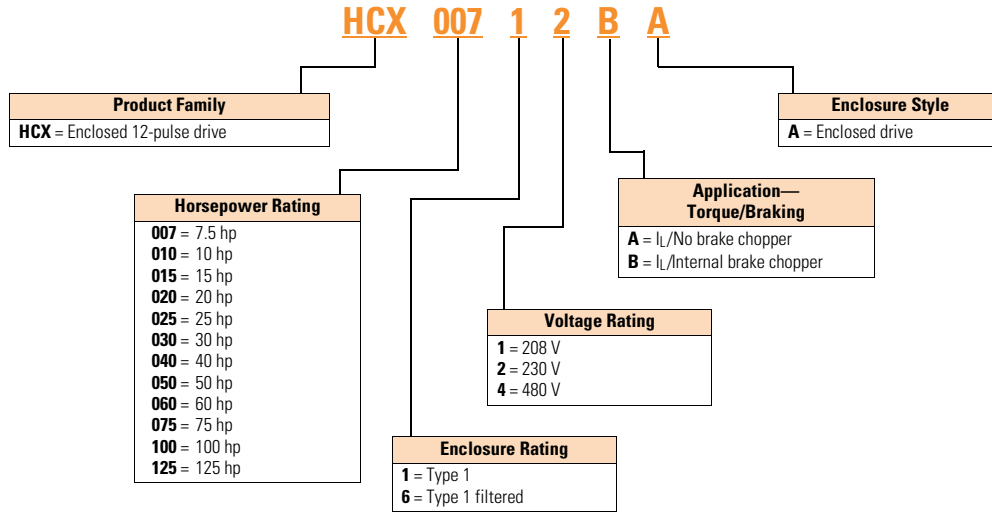 HCX 007 1 2 B A
Product Family
HCX = Enclosed 12-pulse drive
Enclosure Style
A = Enclosed drive
Application—
Torque/Braking
A = IL/No brake chopper
B = IL/Internal brake chopper
Horsepower Rating
007 = 7.5 hp
010 = 10 hp
015 = 15 hp
020 = 20 hp
025 = 25 hp
030 = 30 hp
040 = 40 hp
050 = 50 hp
060 = 60 hp
075 = 75 hp
100 = 100 hp
125 = 125 hp
Voltage Rating
1 = 208 V
2 = 230 V
4 = 480 V
Enclosure Rating
1 = Type 1
6 = Type 1 filtered